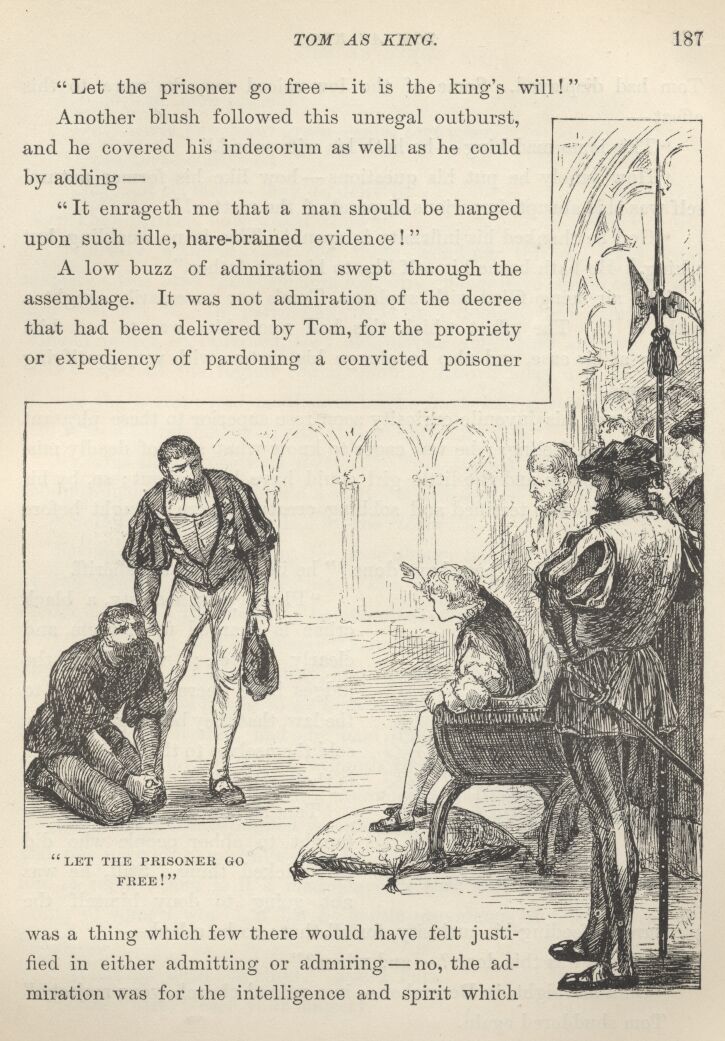 TOM AS KING.
187
“Let the prisoner go free—it is the king’s will!”
Another blush followed this unregal outburst,
and he covered his indecorum as well as he could
by adding—
“It enrageth me that a man should be hanged
upon such idle, hare-brained evidence!”
A low buzz of admiration swept through the
assemblage. It was not admiration of the decree
that had been delivered by Tom, for the propriety
or expediency of pardoning a convicted poisoner
“LET THE PRISONER GO
FREE!”
was a thing which few there would have felt justi-
fied in either admitting or admiring—no, the ad-
miration was for the intelligence and spirit which